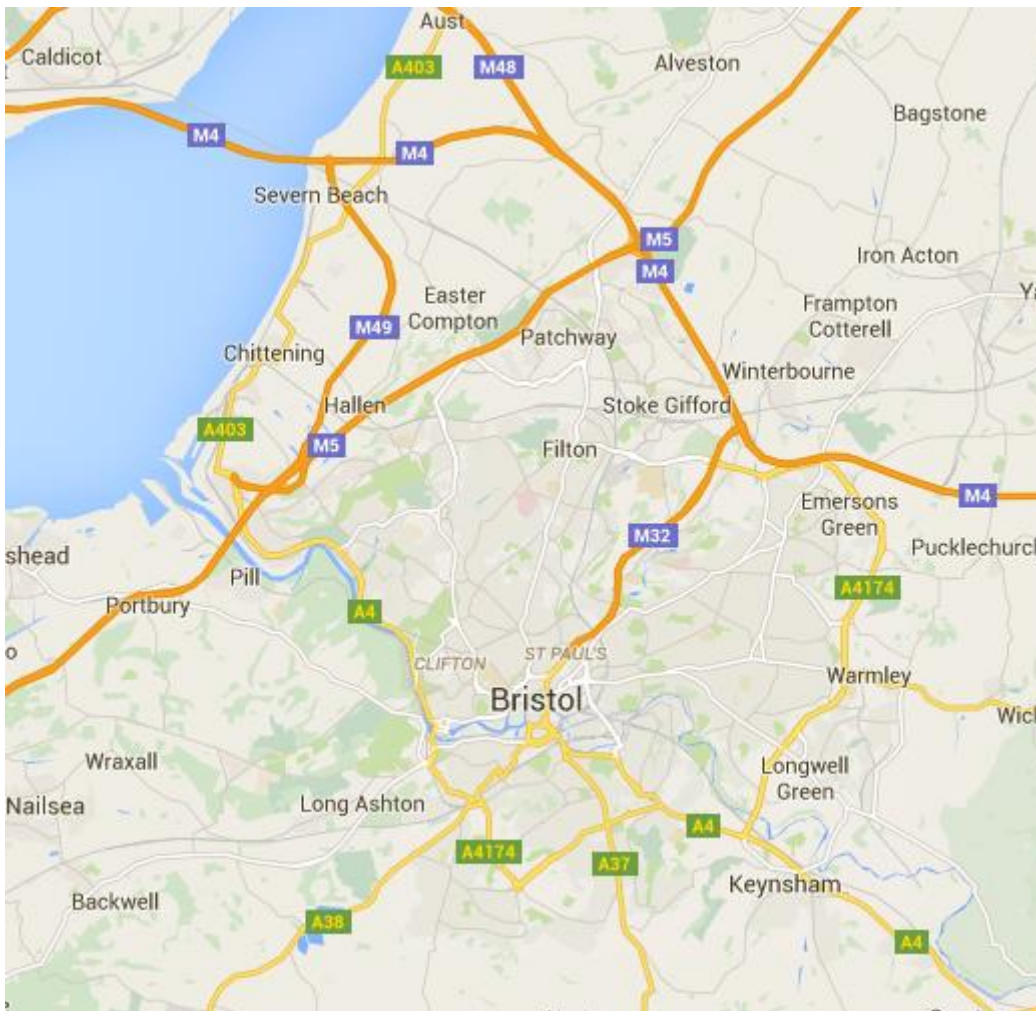 Aust
Caldicot
A403
M48
Alveston
Bagstone
M4
M4
Severn Beach
M5
Iron Acton
M4
Easter
Compton
Frampton
Cotterell
M49
Patchway
Chittening
Winterbourne
Hallen
Stoke Gifford
A403
M5
Filton
M4
Emersons
Green
M32
shead
Pucklechurch
Pill
A4174
Portbury
A4
CLIFTON
ST PAUL'S
Warmley
Bristol
Wick
Wraxall
Longwell
Green
Nailsea
Long Ashton
A4
A4174
A37
Keynsham
Backwell
A38
A4